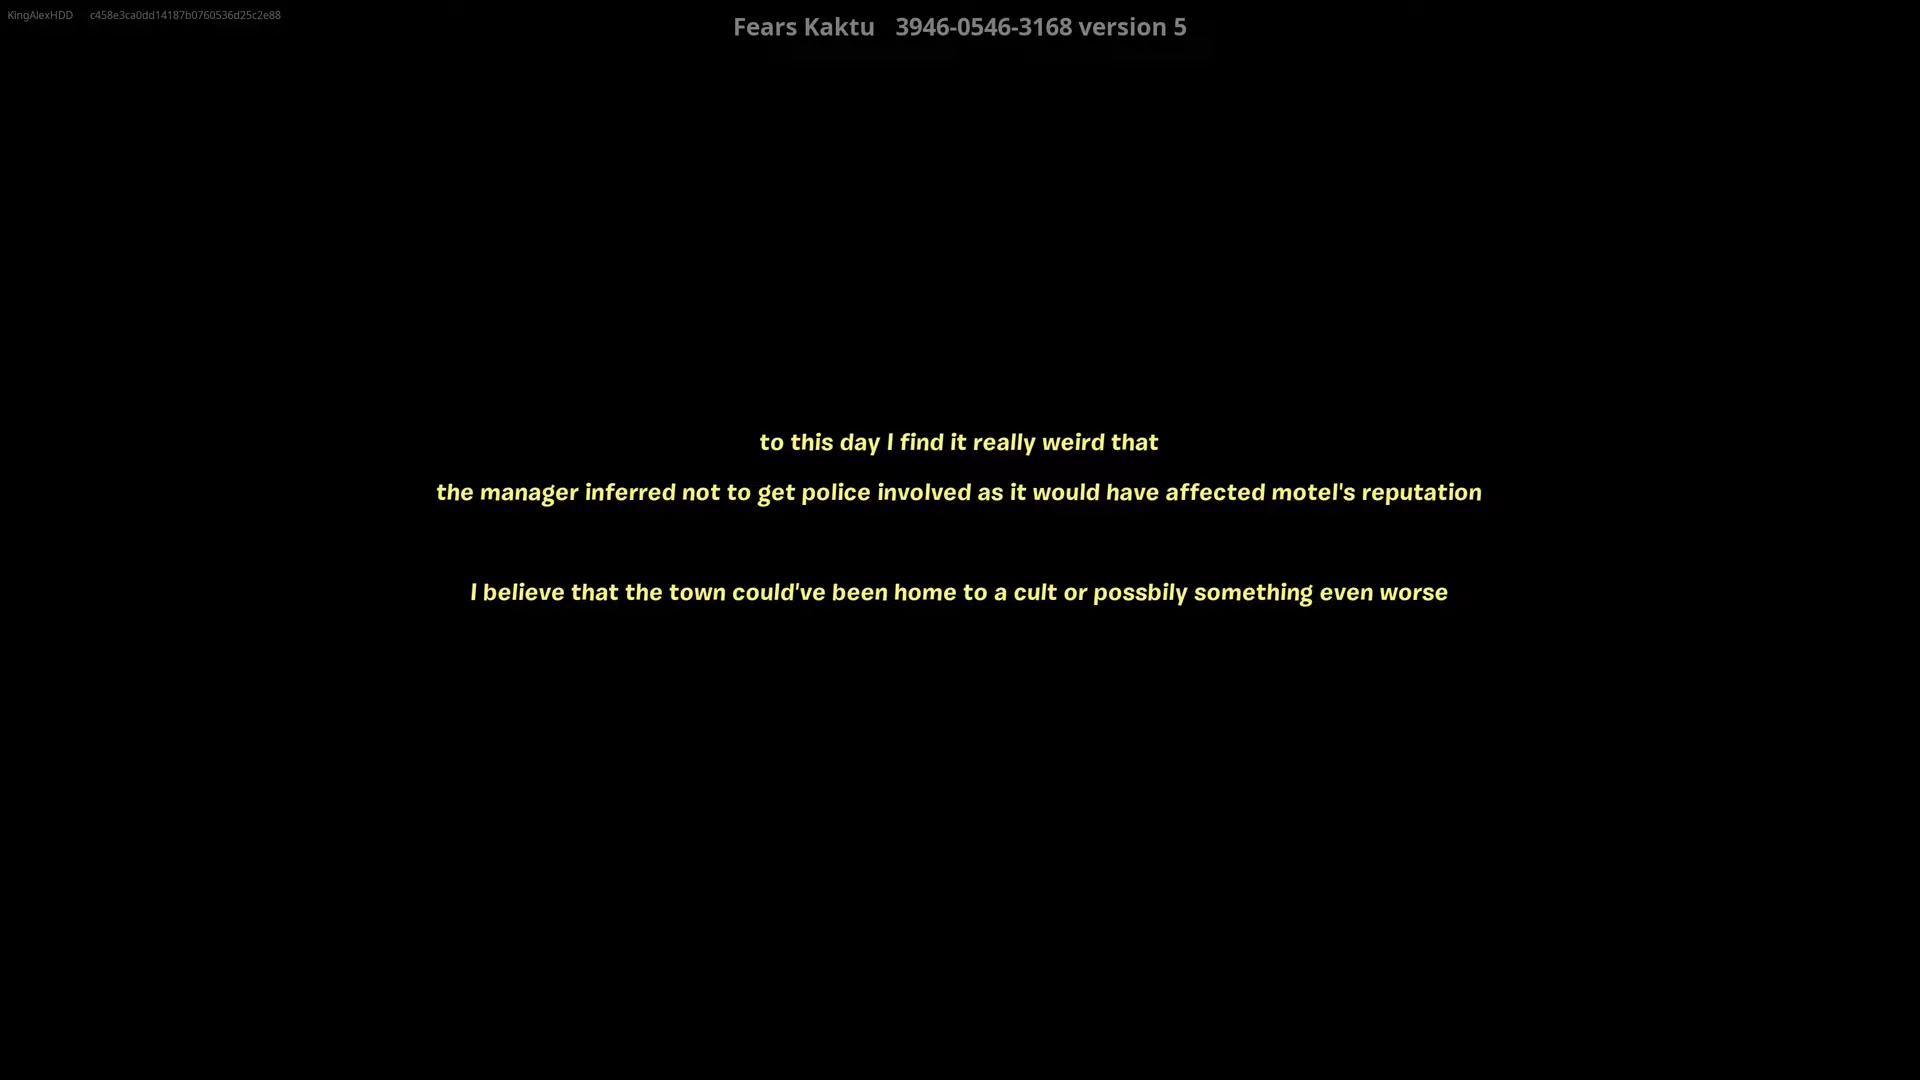 KingAlexHDD c458e3ca0dd14187b0760536d25c2e88
Fears Kaktu 3946-0546-3168 version 5
to this day I find it really weird that
the manager inferred not to get police involved as it would have affected motel's reputation
I believe that the town could've been home to a cult or possbily something even worse